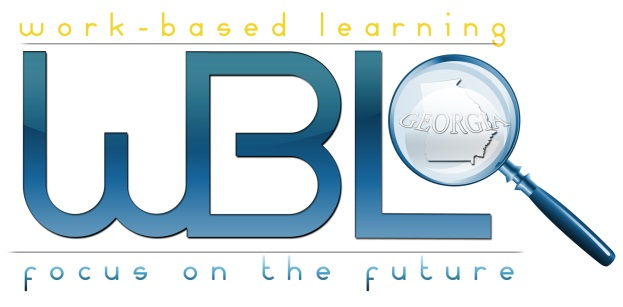 work-based learning
WBL
GEORGIA
focus on the future